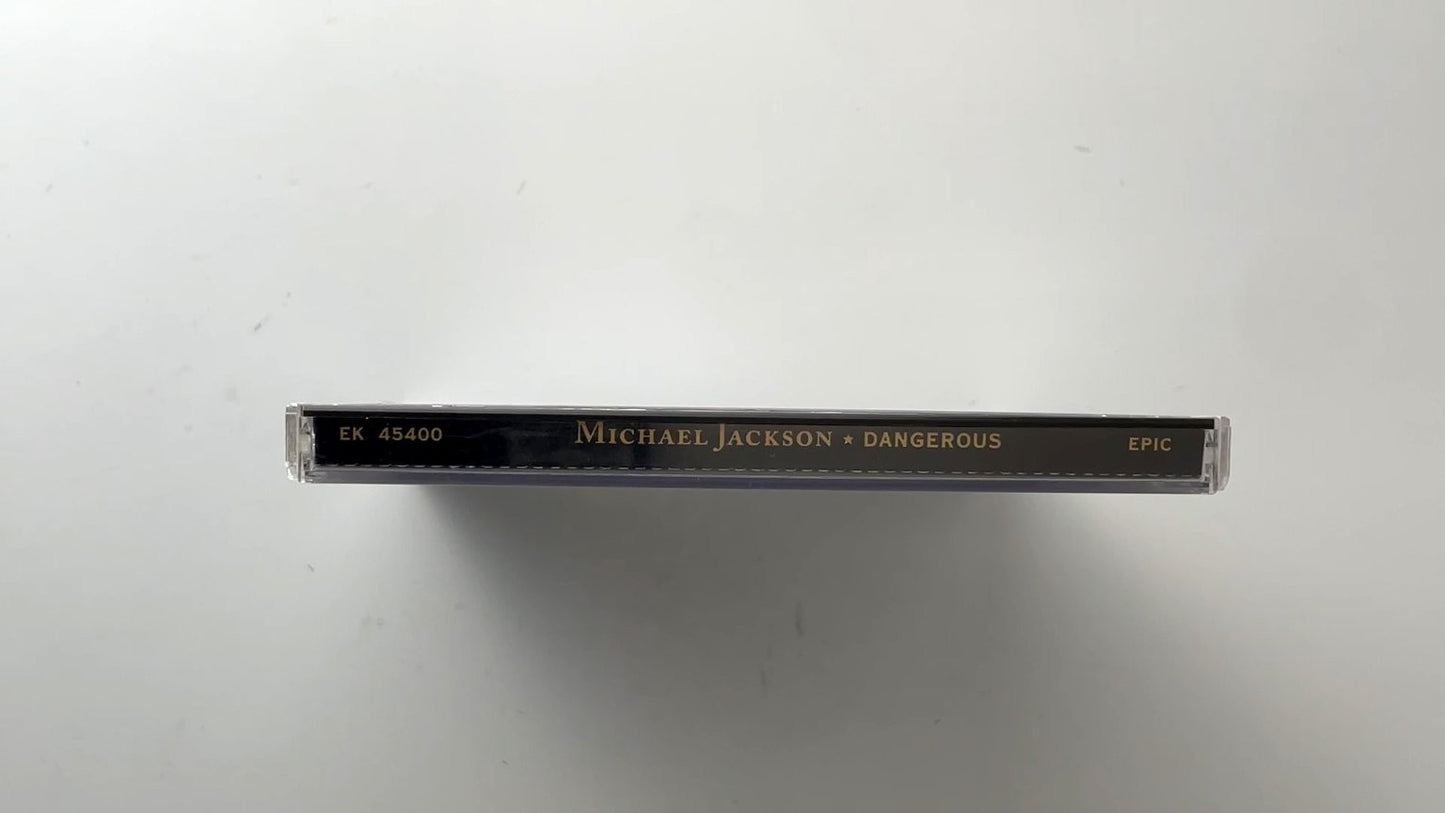 EK 45400 MICHAEL JACKSON ★ DANGEROUS EPIC